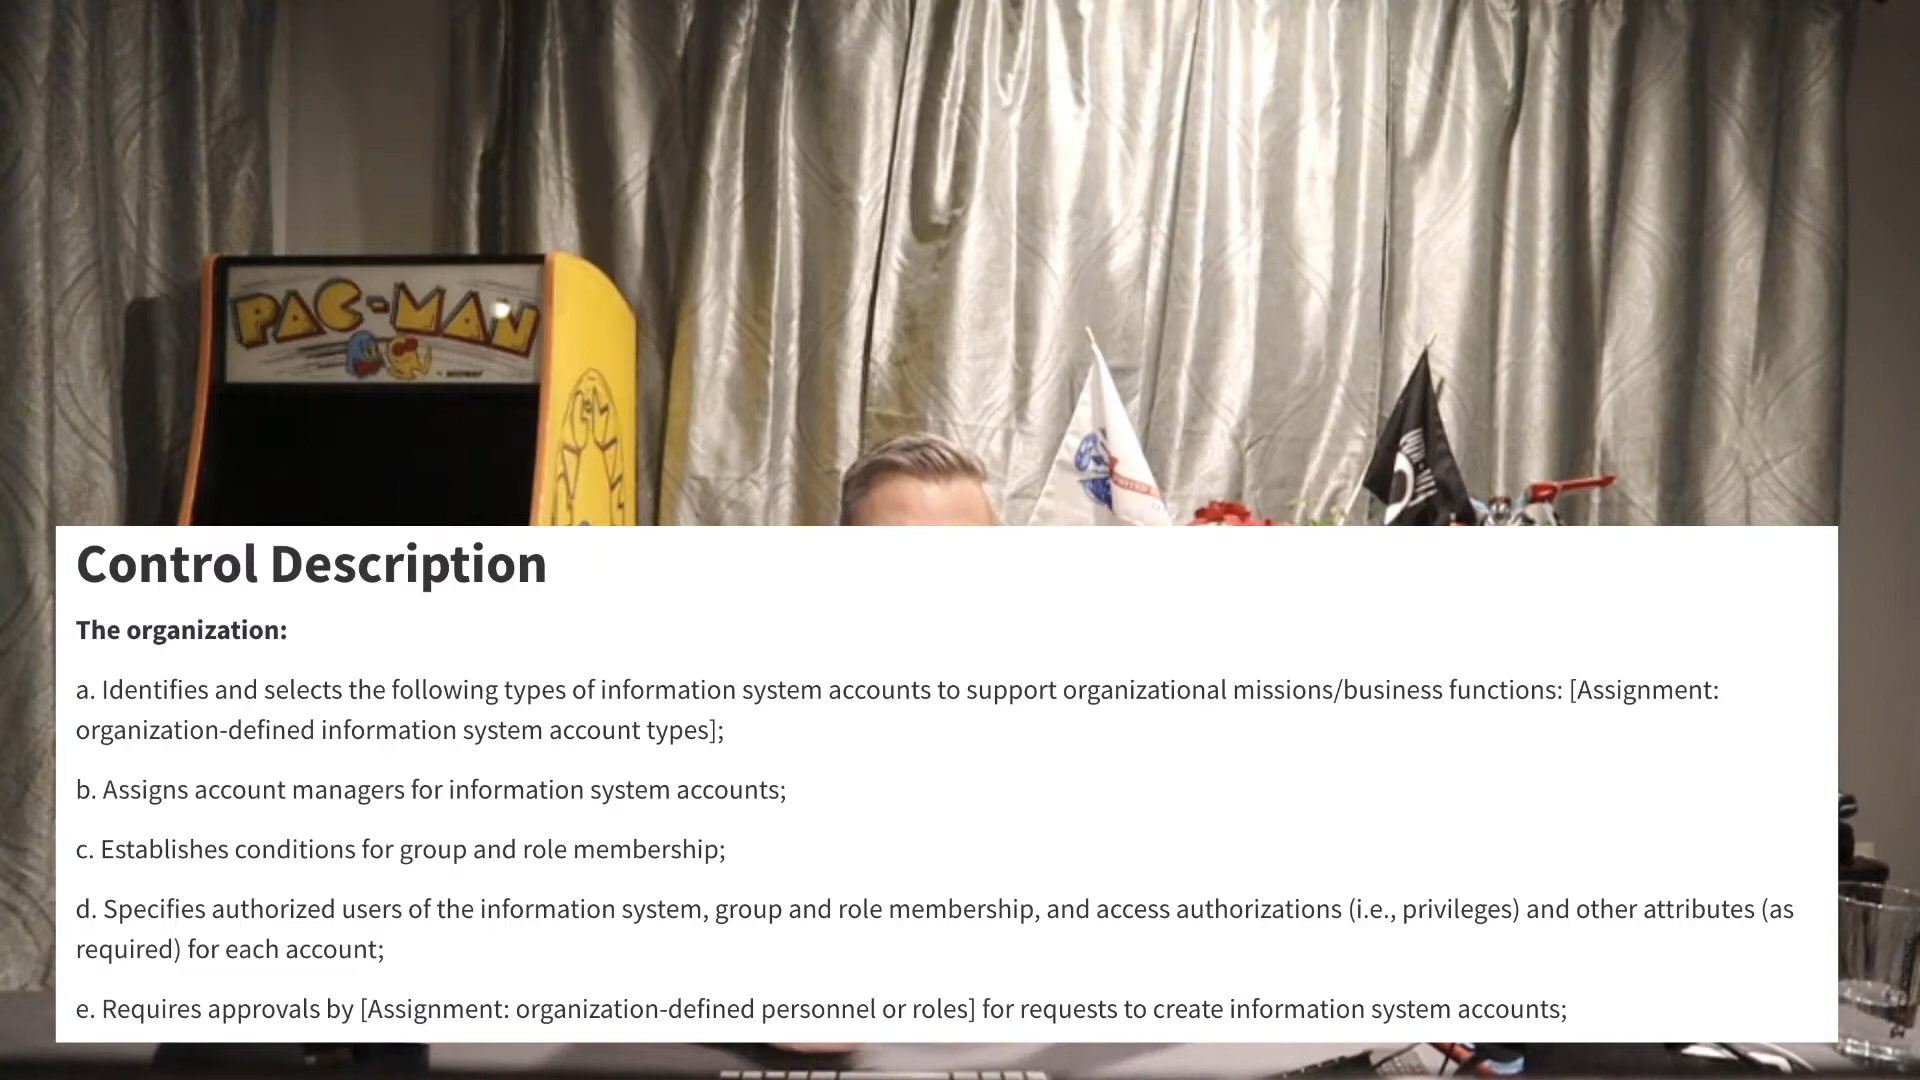 PAC-MAN
Control Description
The organization:
a. Identifies and selects the following types of information system accounts to support organizational missions/business functions: [Assignment:
organization-defined information system account types];
b. Assigns account managers for information system accounts;
c. Establishes conditions for group and role membership;
d. Specifies authorized users of the information system, group and role membership, and access authorizations (i.e., privileges) and other attributes (as
required) for each account;
e. Requires approvals by [Assignment: organization-defined personnel or roles] for requests to create information system accounts;